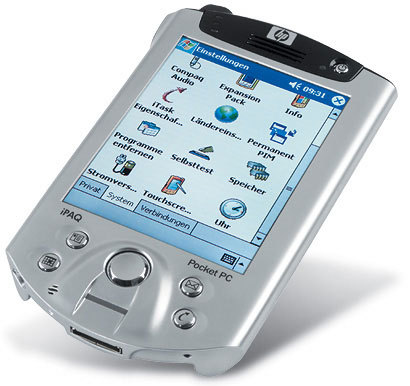 hp
Einstellungen
09:31
Compaq Audio
Expansion Pack
Info
iTask Eigenschaf...
Ländereins...
Permanent PIM
Programme entfernen
Selbsttest
Speicher
Stromvers...
Touchscre...
Uhr
Privat System Verbindungen
iPAQ
Pocket PC